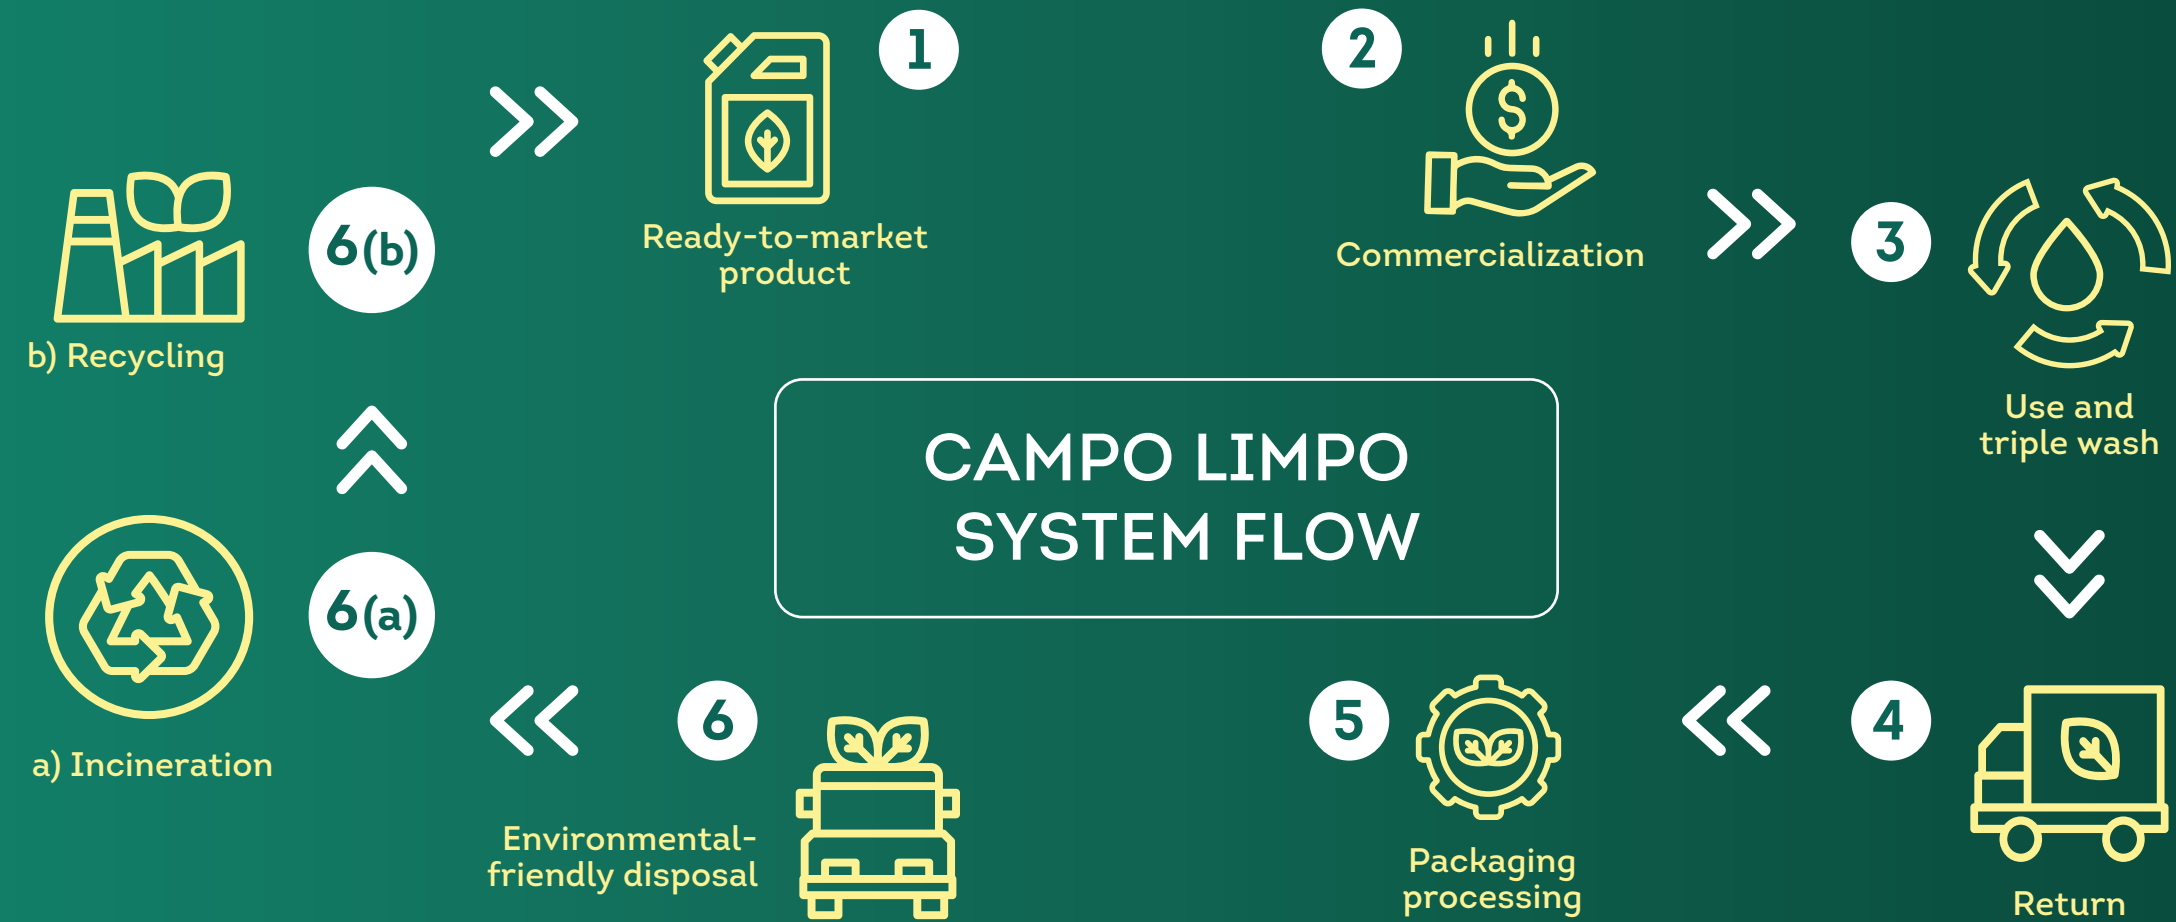 1
Ready-to-market
product
2
Commercialization
3
Use and
triple wash
4
Return
5
Packaging
processing
6
Environmental-
friendly disposal
6(a)
a) Incineration
6(b)
b) Recycling
CAMPO LIMPO
SYSTEM FLOW
$